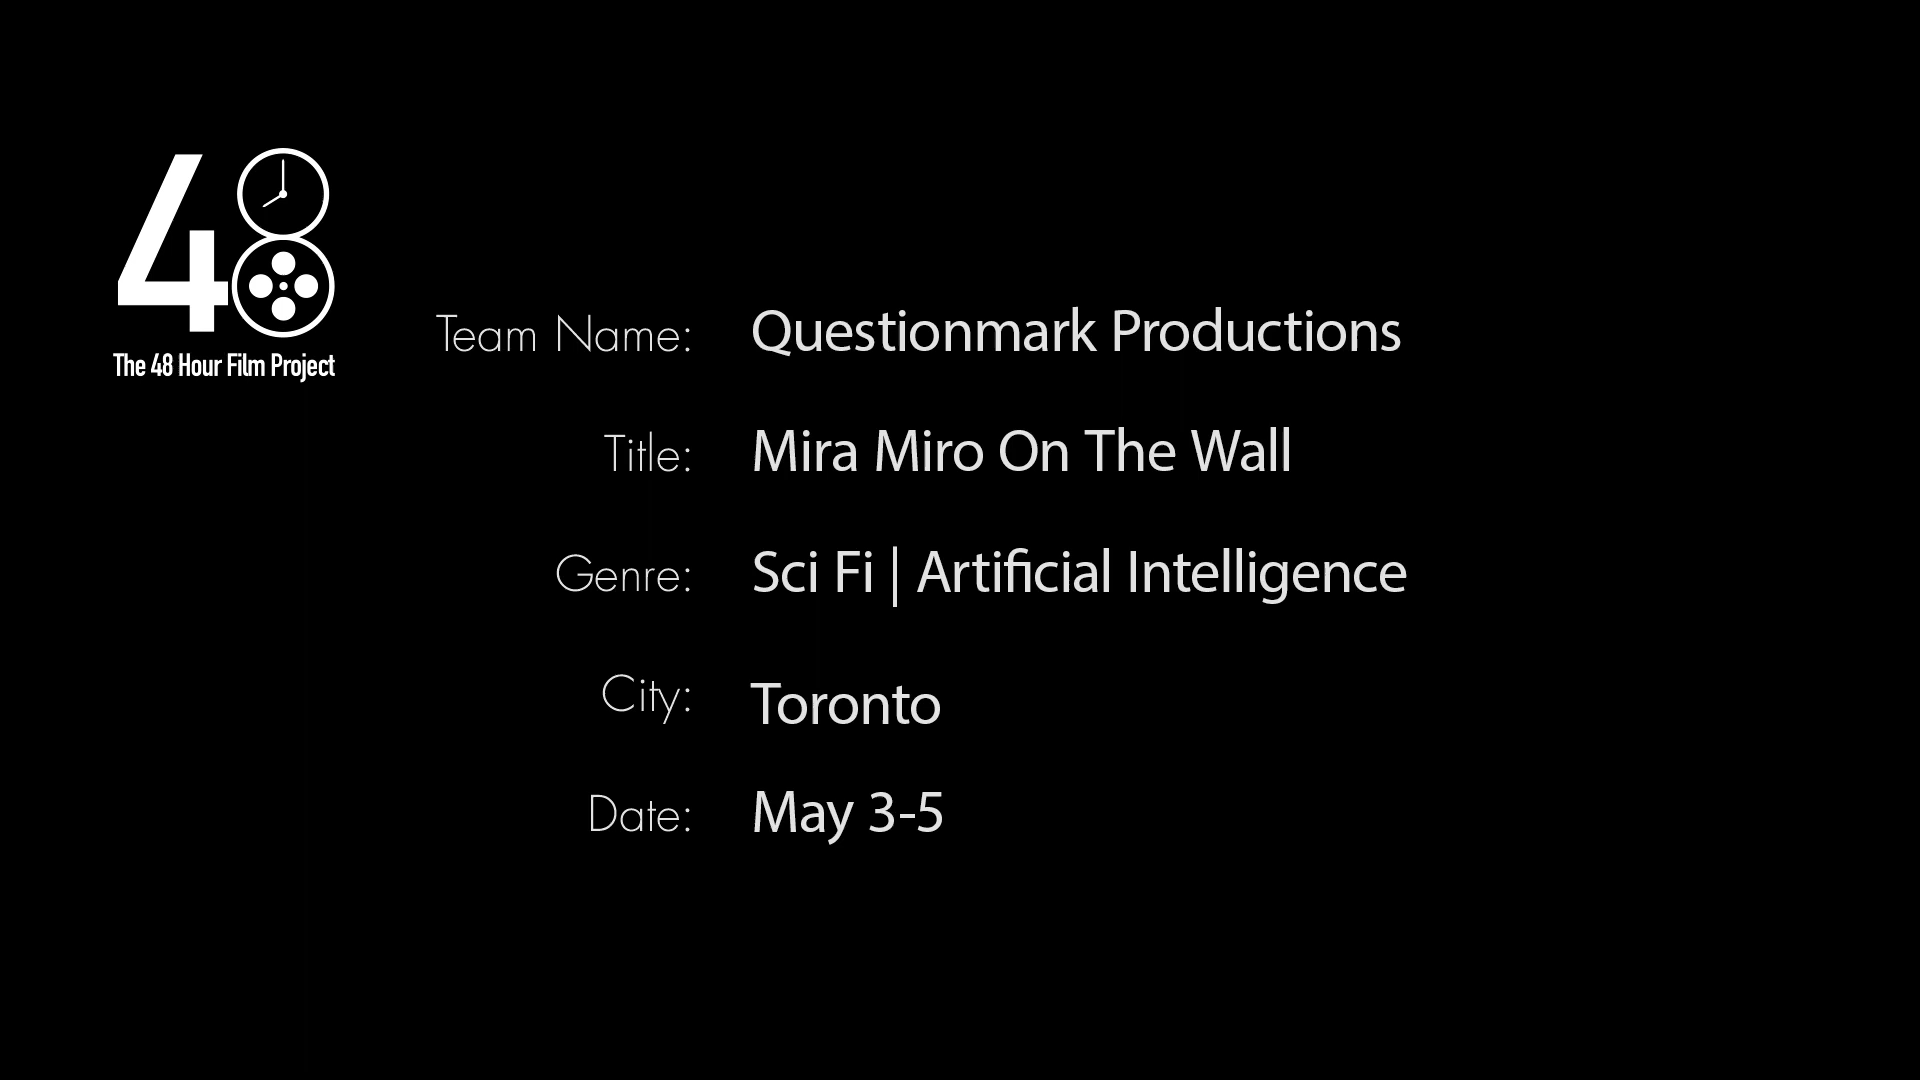 48
The 48 Hour Film Project
Team Name: Questionmark Productions
Title: Mira Miro On The Wall
Genre: Sci Fi | Artificial Intelligence
City: Toronto
Date: May 3-5